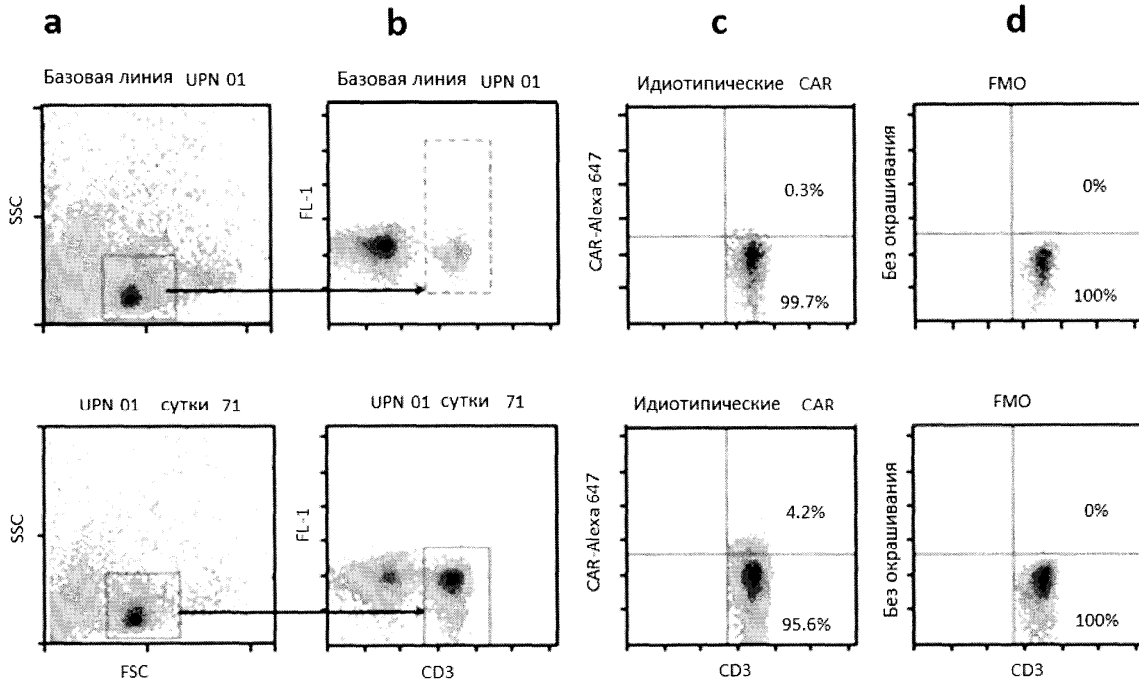 a b c d
Базовая линия UPN 01
Базовая линия UPN 01
Идиотипические CAR
FMO
SSC
FL-1
CAR-Alexa 647
0.3%
99.7%
Без окрашивания
0%
100%
UPN 01 сутки 71
UPN 01 сутки 71
Идиотипические CAR
FMO
SSC
FL-1
CAR-Alexa 647
4.2%
95.6%
Без окрашивания
0%
100%
FSC
CD3
CD3
CD3